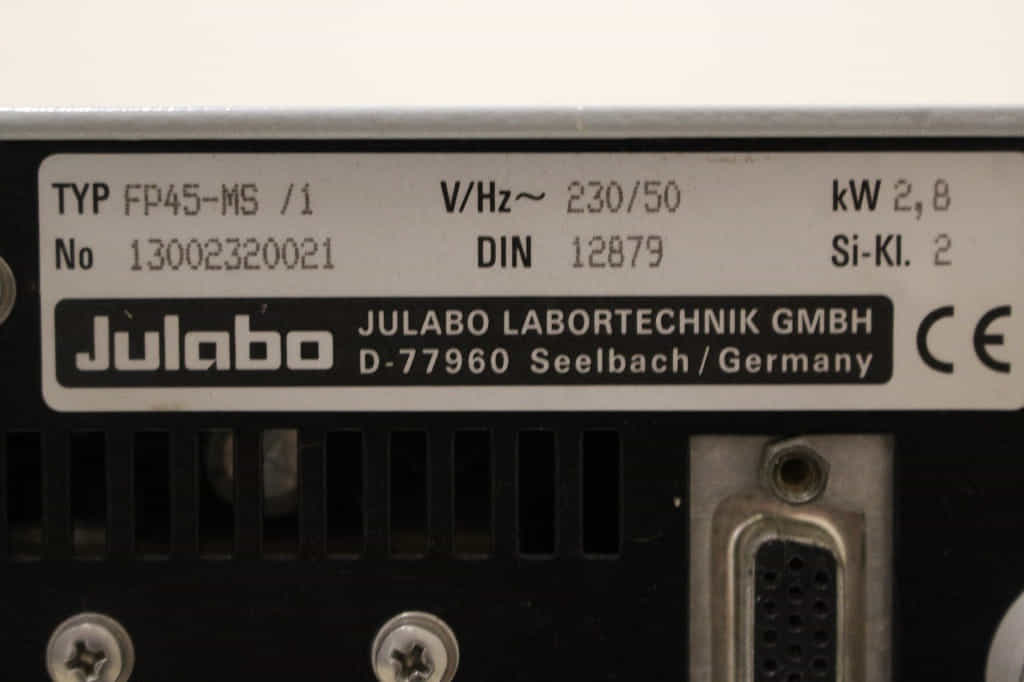 TYP FP45-MS /1 V/Hz~ 230/50 kW 2,8
No 13002320021 DIN 12879 Si-Kl. 2
Julabo JULABO LABORTECHNIK GMBH
D-77960 Seelbach/Germany
CE